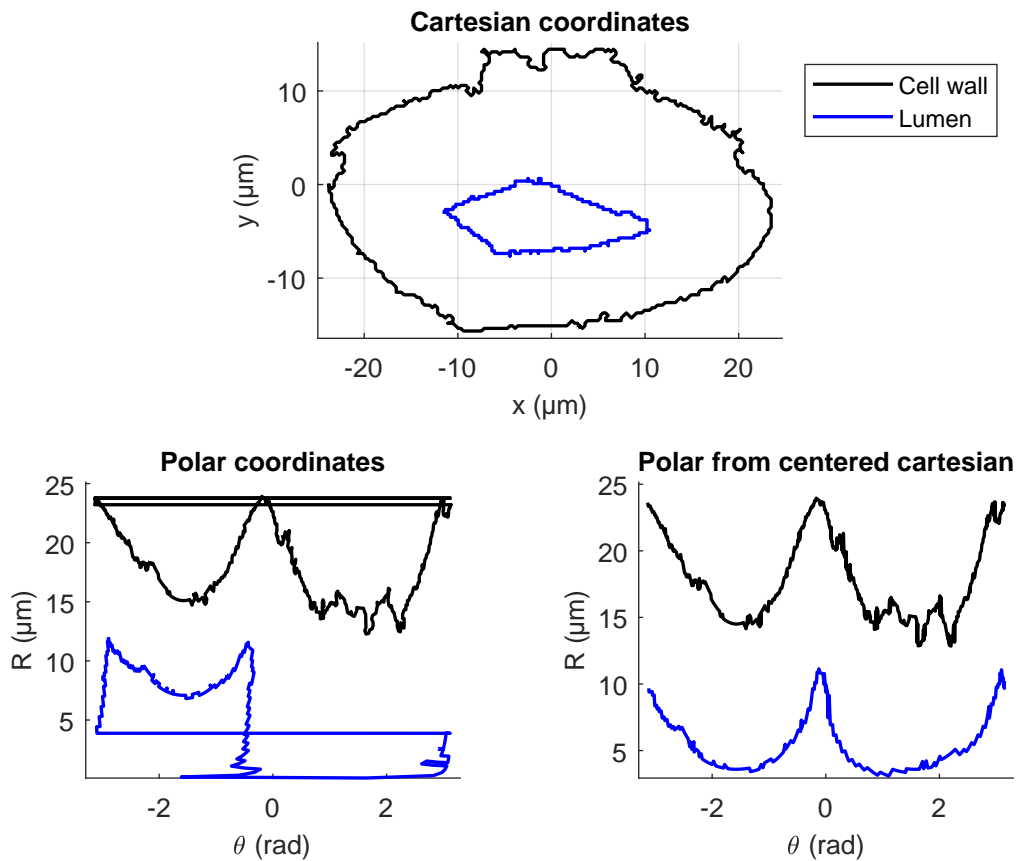 Cartesian coordinates
Cell wall
Lumen
10
0
-10
y (µm)
-20
-10
0
10
20
x (µm)
Polar coordinates
25
20
15
10
5
R (µm)
-2
0
2
θ (rad)
Polar from centered cartesian
25
20
15
10
5
R (µm)
-2
0
2
θ (rad)